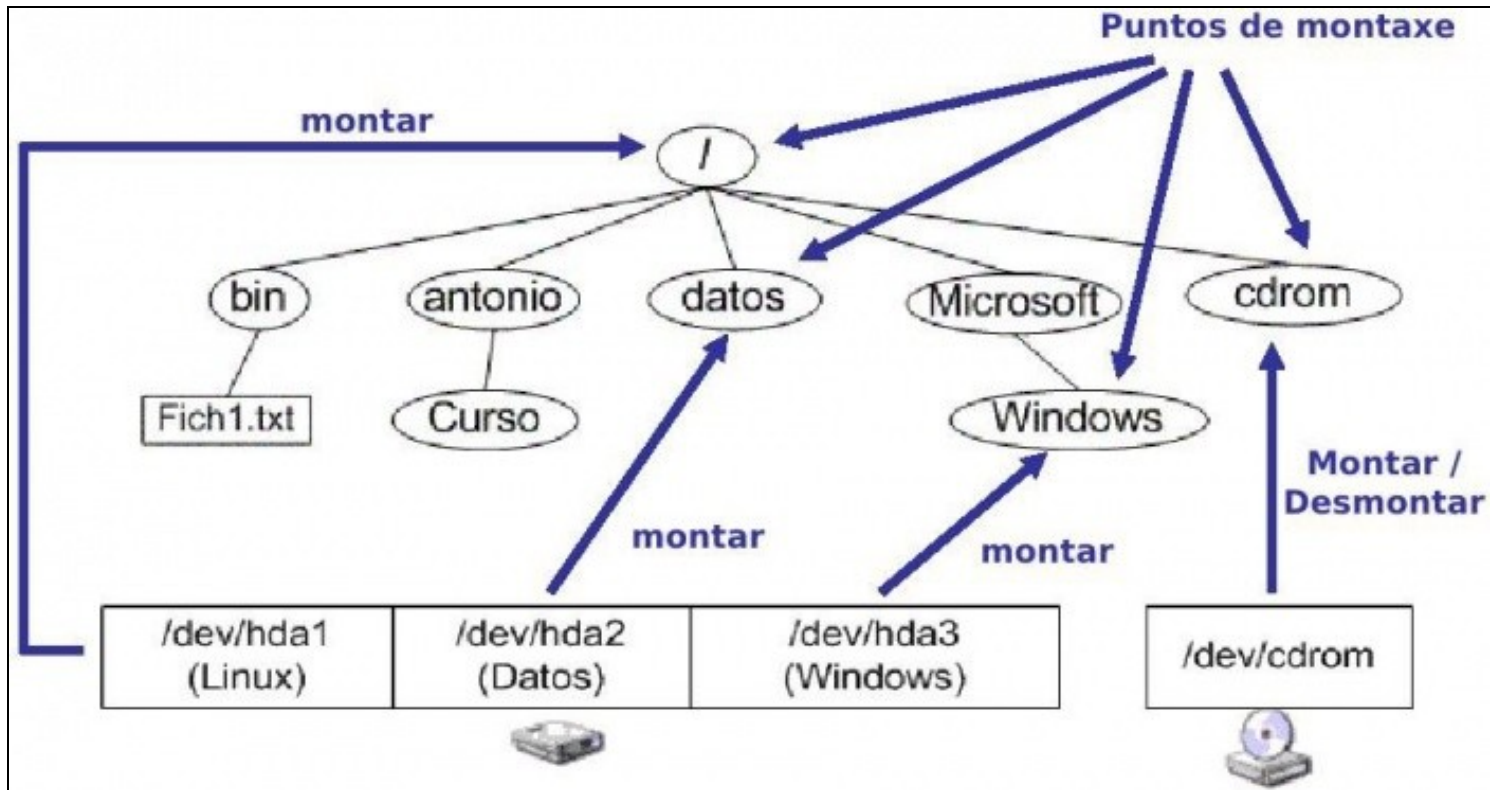 Puntos de montaxe
montar
/
bin
antonio
datos
Microsoft
cdrom
Fich1.txt
Curso
Windows
Montar /
Desmontar
montar
montar
/dev/hda1
(Linux)
/dev/hda2
(Datos)
/dev/hda3
(Windows)
/dev/cdrom